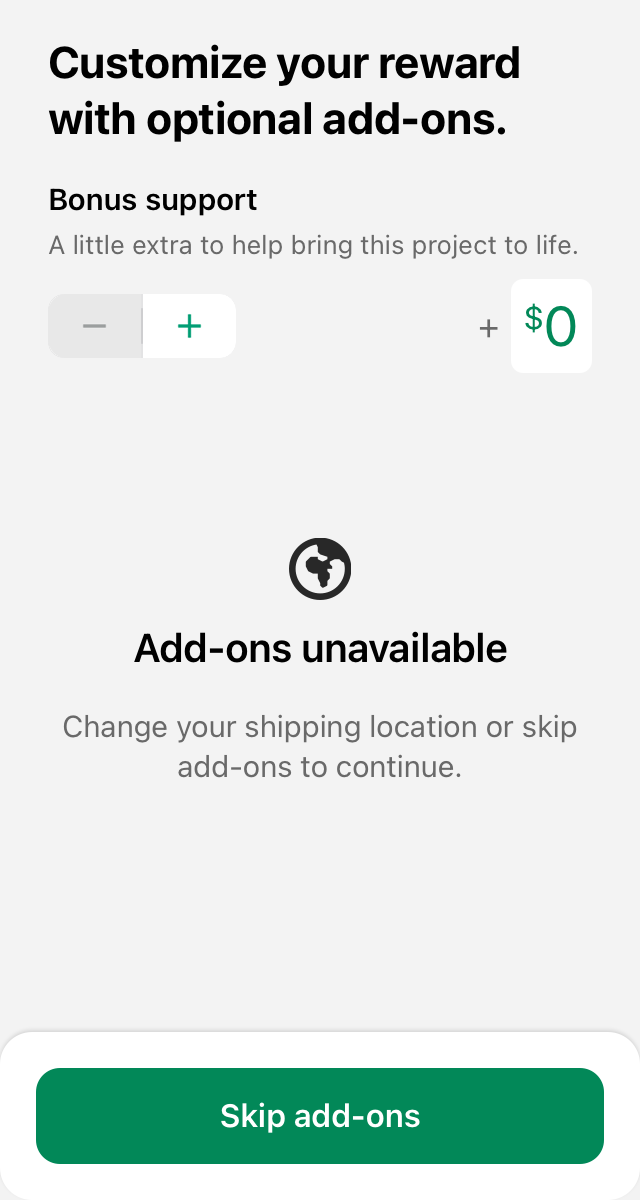 Customize your reward
with optional add-ons.
Bonus support
A little extra to help bring this project to life.
− +
+ $0
Add-ons unavailable
Change your shipping location or skip
add-ons to continue.
Skip add-ons